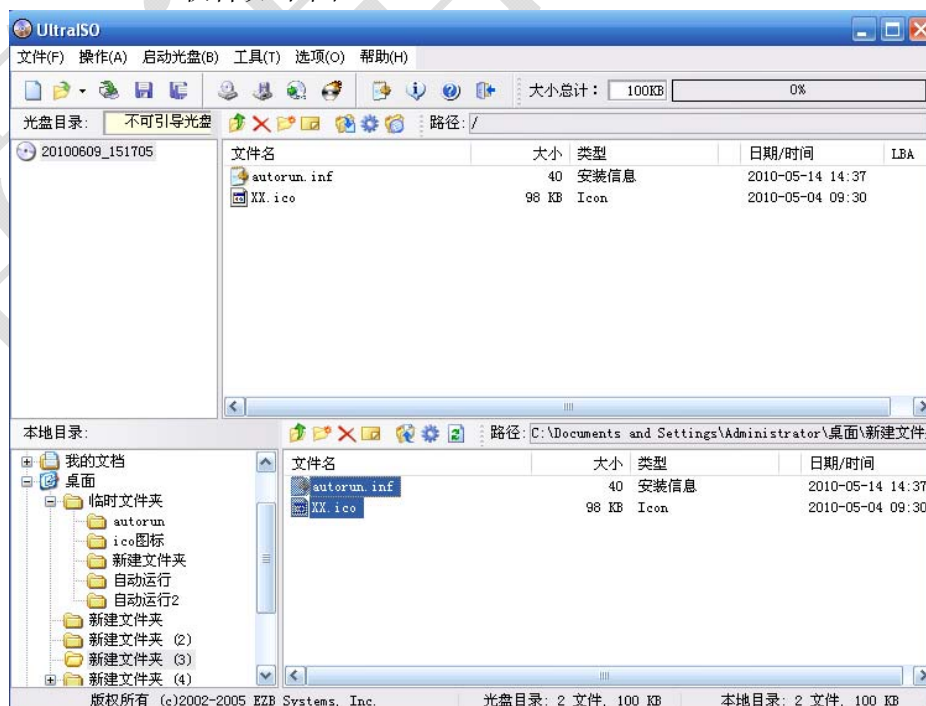 UltraISO
文件(F) 操作(A) 启动光盘(B) 工具(T) 选项(O) 帮助(H)
大小总计： 100KB 0%
光盘目录: 不可引导光盘 路径: /
20100609_151705
文件名 大小 类型 日期/时间 LBA
autorun.inf 40 安装信息 2010-05-14 14:37
XX.ico 98 KB Icon 2010-05-04 09:30
本地目录: 路径: C:\Documents and Settings\Administrator\桌面\新建文件
我的文档
桌面
临时文件夹
autorun
ico图标
新建文件夹
自动运行
自动运行2
新建文件夹
新建文件夹 (2)
新建文件夹 (3)
新建文件夹 (4)
文件名 大小 类型 日期/时间
autorun.inf 40 安装信息 2010-05-14 14:37
XX.ico 98 KB Icon 2010-05-04 09:30
版权所有 (c)2002-2005 EZB Systems, Inc. 光盘目录: 2 文件, 100 KB 本地目录: 2 文件, 100 KB